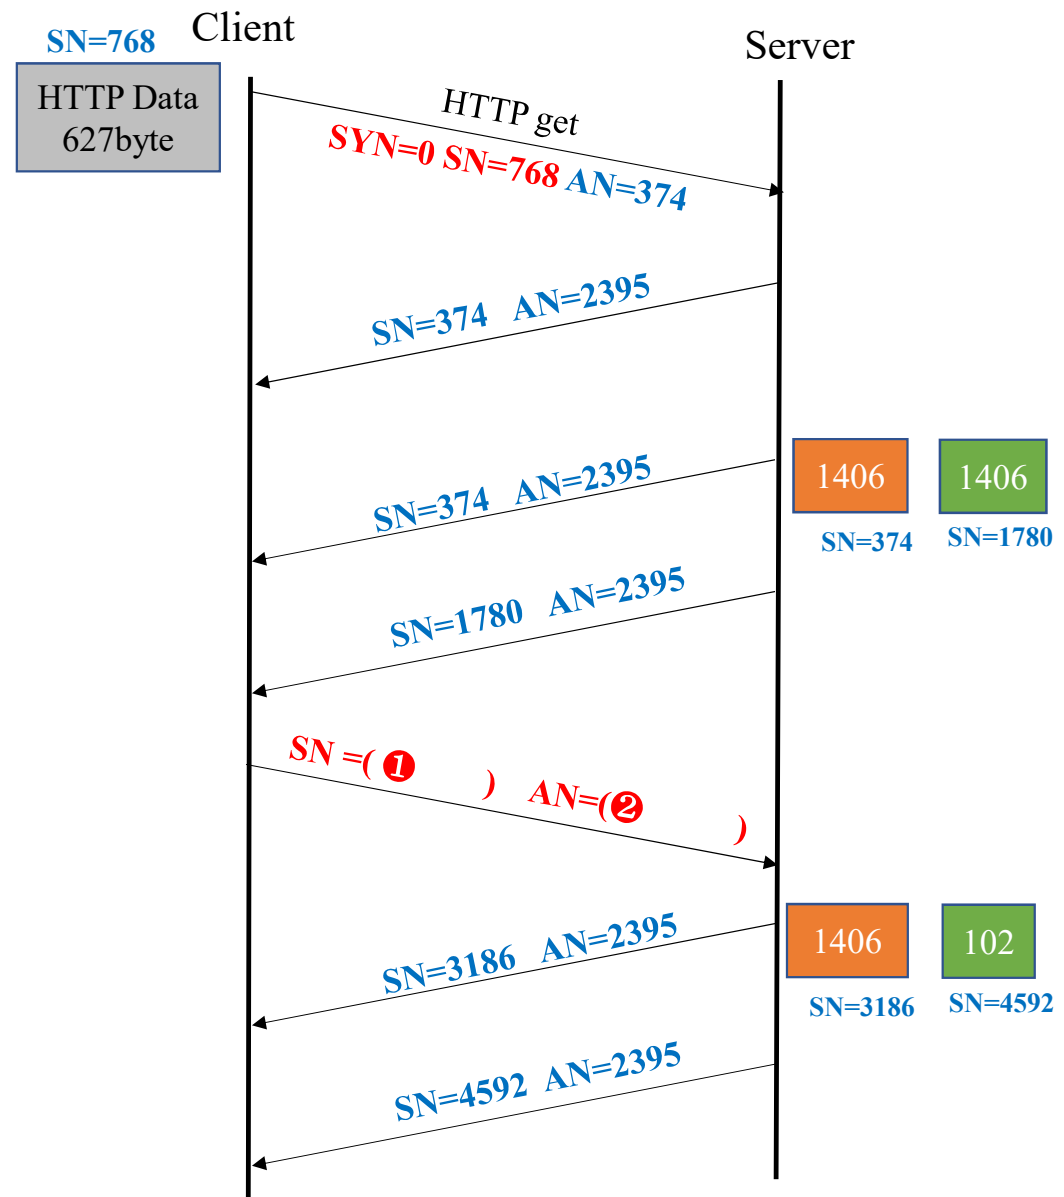 Client
Server
SN=768
HTTP Data
627byte
HTTP get
SYN=0 SN=768 AN=374
SN=374 AN=2395
1406
1406
SN=374 AN=2395
SN=374
SN=1780
SN=1780 AN=2395
SN =( ❶ ) AN=(❷ )
1406
102
SN=3186 AN=2395
SN=3186
SN=4592
SN=4592 AN=2395